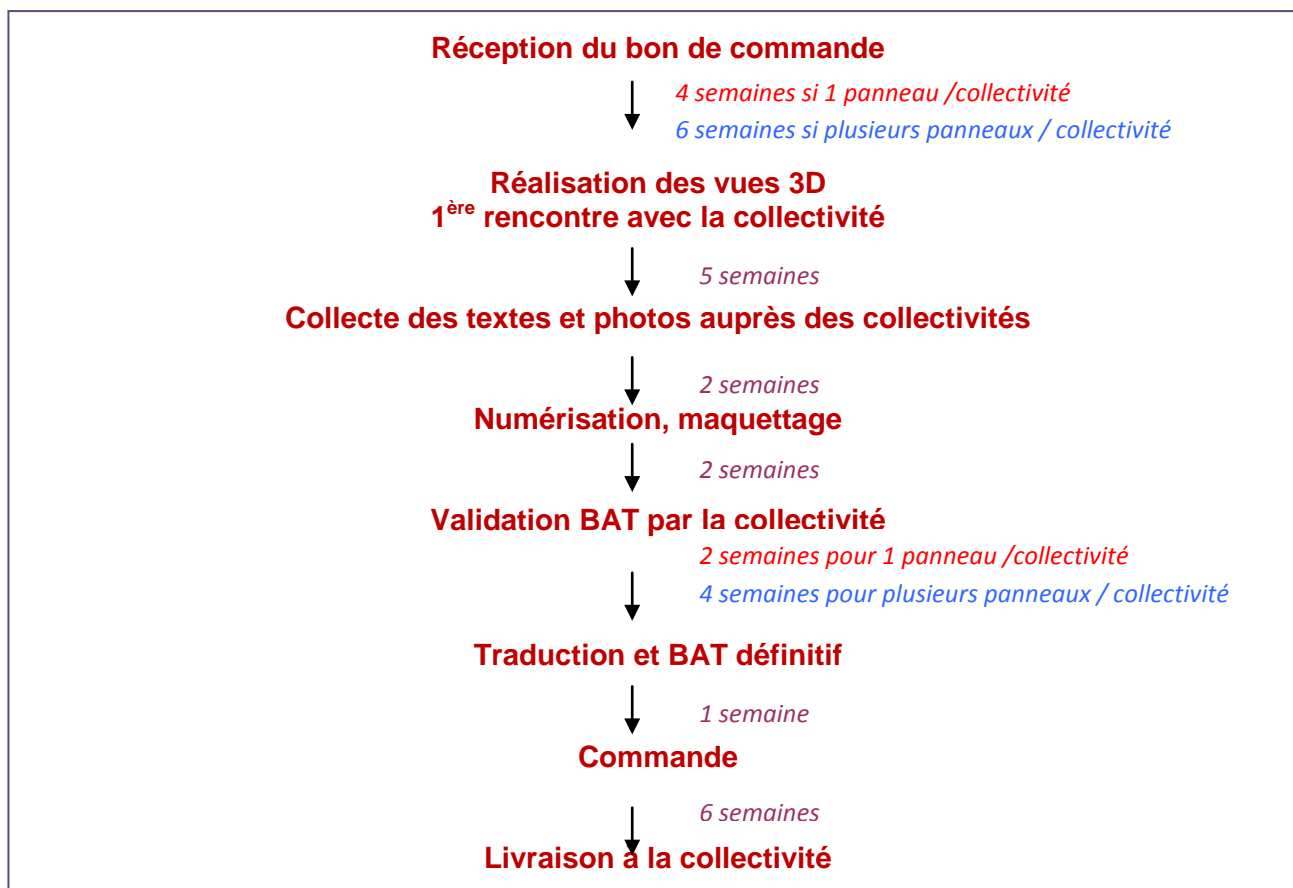 Réception du bon de commande
4 semaines si 1 panneau /collectivité
6 semaines si plusieurs panneaux / collectivité
Réalisation des vues 3D
1ère rencontre avec la collectivité
5 semaines
Collecte des textes et photos auprès des collectivités
2 semaines
Numérisation, maquettage
2 semaines
Validation BAT par la collectivité
2 semaines pour 1 panneau /collectivité
4 semaines pour plusieurs panneaux / collectivité
Traduction et BAT définitif
1 semaine
Commande
6 semaines
Livraison à la collectivité